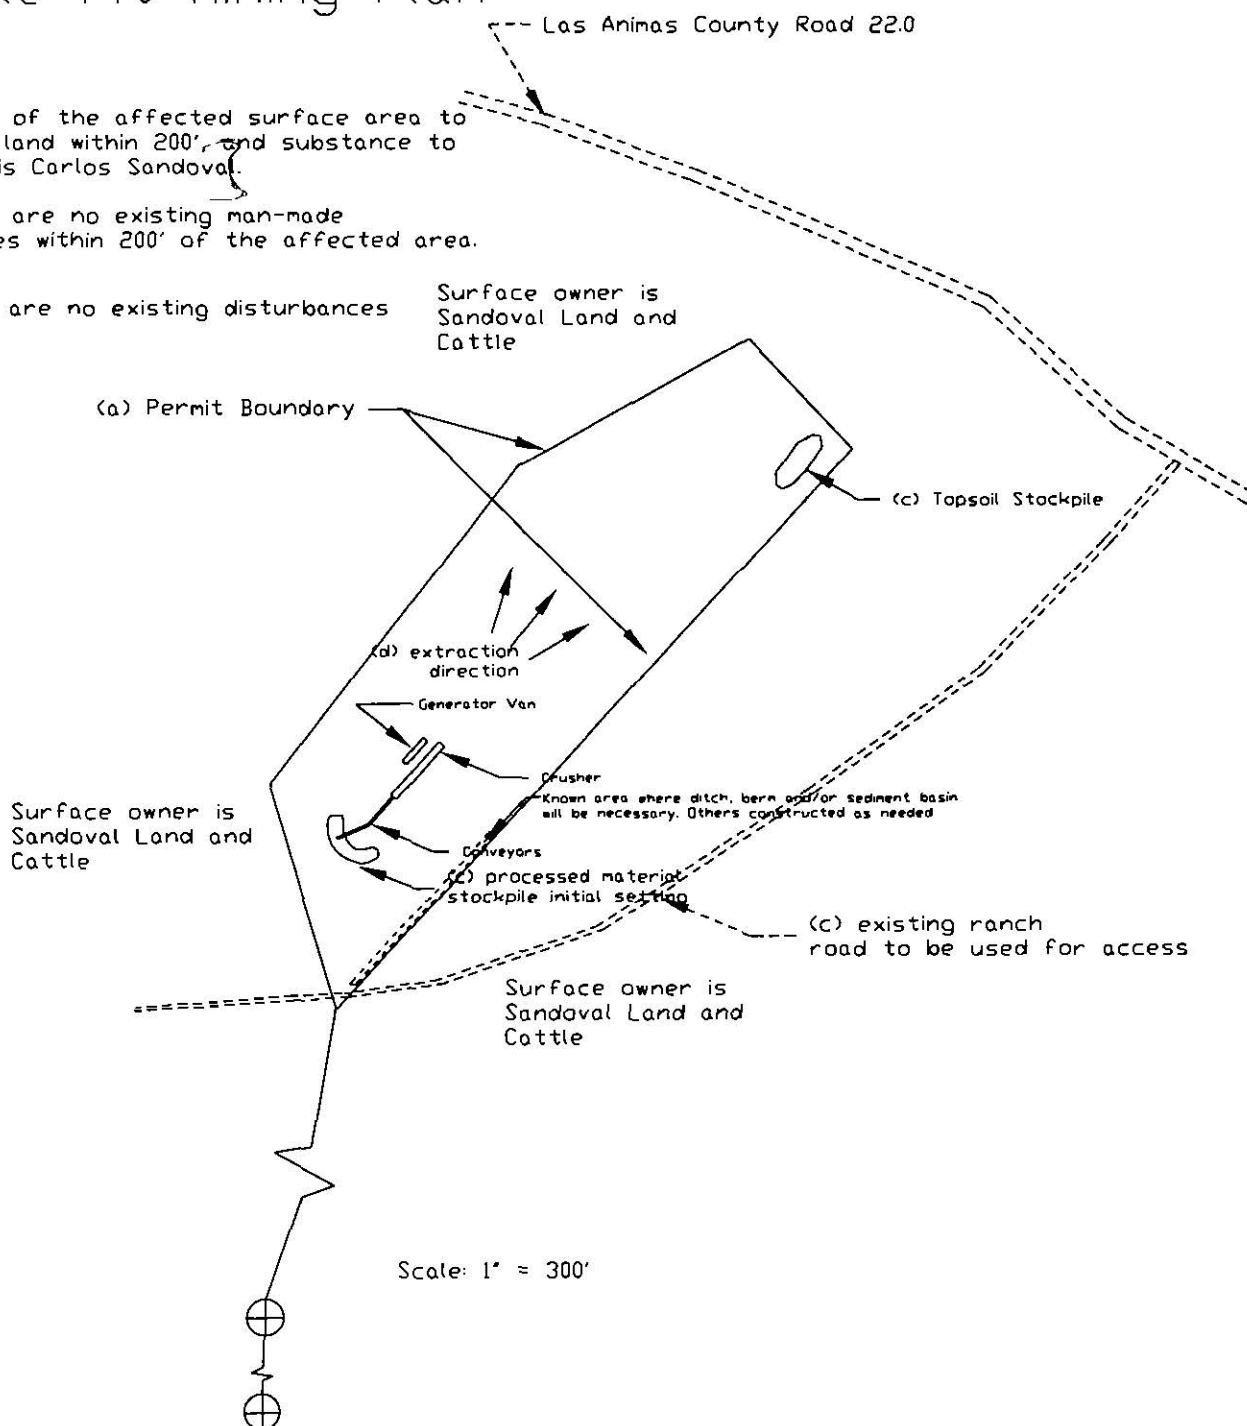 Mining Plan
Las Animas County Road 22.0
of the affected surface area to
land within 200', and substance to
is Carlos Sandoval.
are no existing man-made
es within 200' of the affected area.
are no existing disturbances
Surface owner is
Sandoval Land and
Cattle
(a) Permit Boundary
(c) Topsoil Stockpile
(d) extraction
direction
Generator Van
Crusher
Known area where ditch, berm and/or sediment basin
will be necessary. Others constructed as needed
Surface owner is
Sandoval Land and
Cattle
Conveyors
(c) processed material
stockpile initial setting
(c) existing ranch
road to be used for access
Surface owner is
Sandoval Land and
Cattle
Scale: 1" = 300'